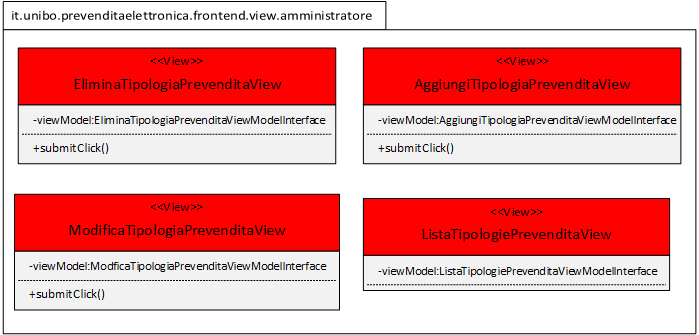 it.unibo.prevenditaelettronica.frontend.view.amministratore
<<View>>
EliminaTipologiaPrevenditaView
-viewModel:EliminaTipologiaPrevenditaViewModelInterface
+submitClick()
<<View>>
AggiungiTipologiaPrevenditaView
-viewModel:AggiungiTipologiaPrevenditaViewModelInterface
+submitClick()
<<View>>
ModificaTipologiaPrevenditaView
-viewModel:ModficaTipologiaPrevenditaViewModelInterface
+submitClick()
<<View>>
ListaTipologiePrevenditaView
-viewModel:ListaTipologiePrevenditaViewModelInterface